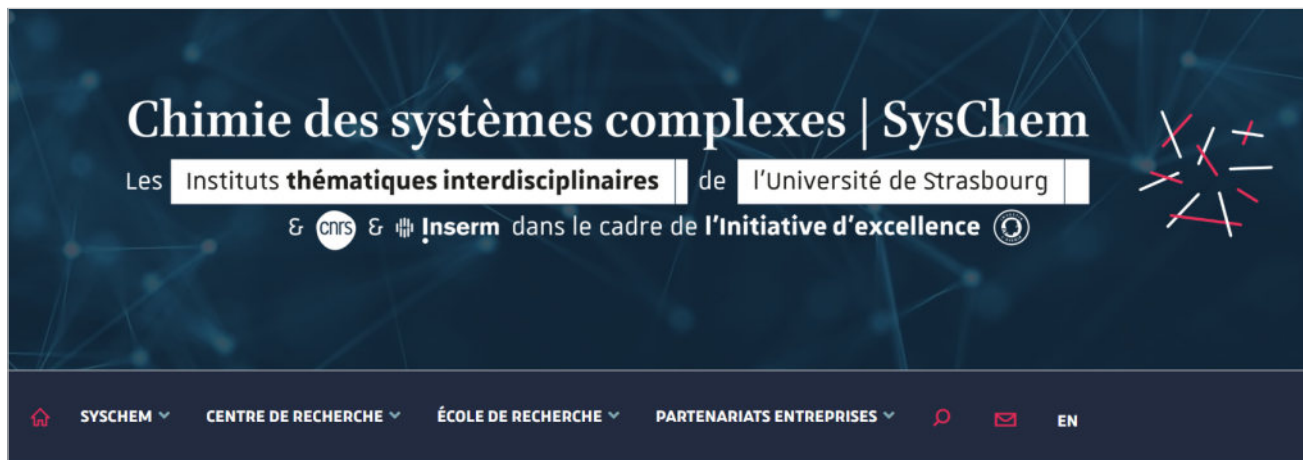 Chimie des systèmes complexes | SysChem
Les Instituts thématiques interdisciplinaires de l'Université de Strasbourg
& cnrs & Inserm dans le cadre de l'Initiative d'excellence
SYSCHEM CENTRE DE RECHERCHE ÉCOLE DE RECHERCHE PARTENARIATS ENTREPRISES EN